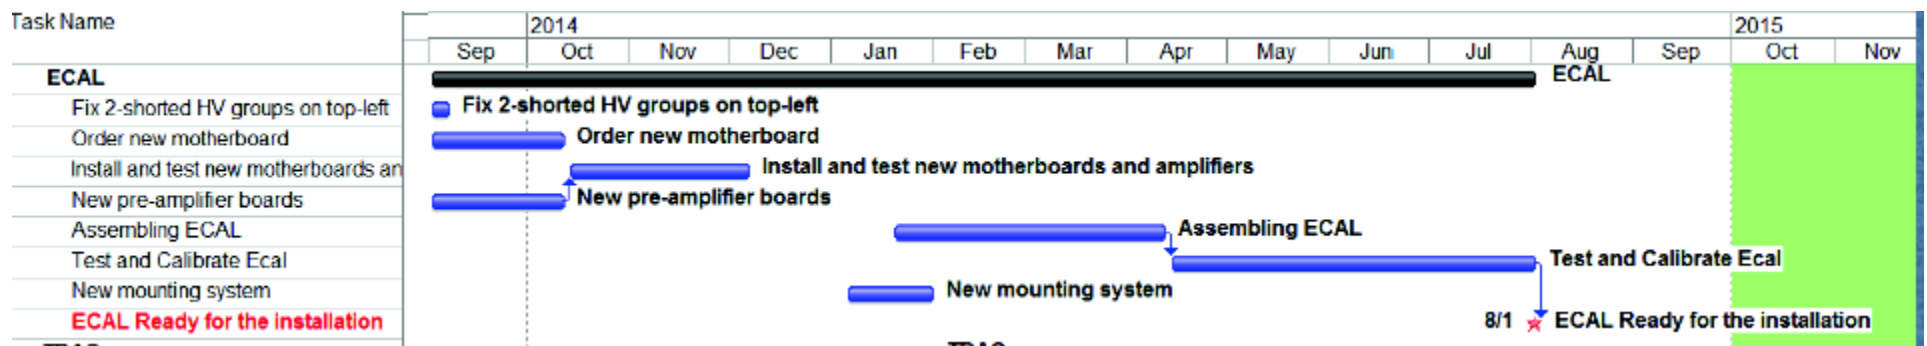 Task Name
2014
2015
Sep Oct Nov Dec Jan Feb Mar Apr May Jun Jul Aug Sep Oct Nov
ECAL
ECAL
Fix 2-shorted HV groups on top-left
Fix 2-shorted HV groups on top-left
Order new motherboard
Order new motherboard
Install and test new motherboards an
Install and test new motherboards and amplifiers
New pre-amplifier boards
New pre-amplifier boards
Assembling ECAL
Assembling ECAL
Test and Calibrate Ecal
Test and Calibrate Ecal
New mounting system
New mounting system
ECAL Ready for the installation
8/1 ECAL Ready for the installation